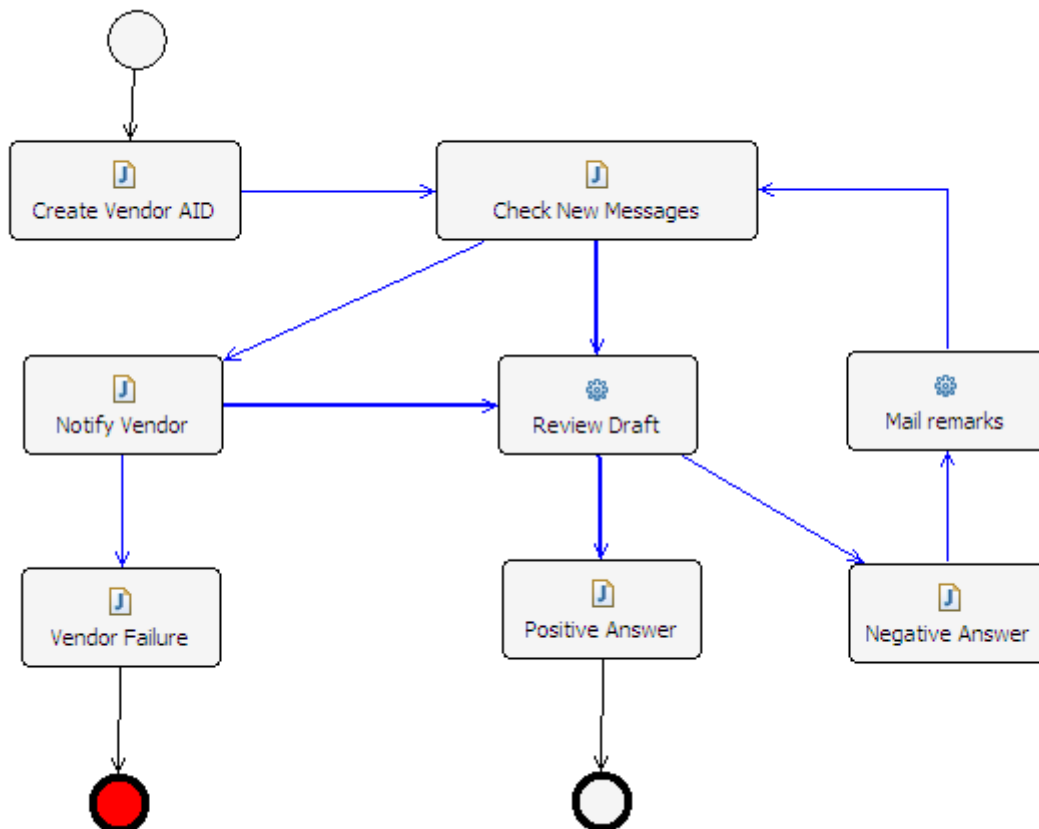 J
Create Vendor AID
J
Check New Messages
J
Notify Vendor
Review Draft
Mail remarks
J
Vendor Failure
J
Positive Answer
J
Negative Answer